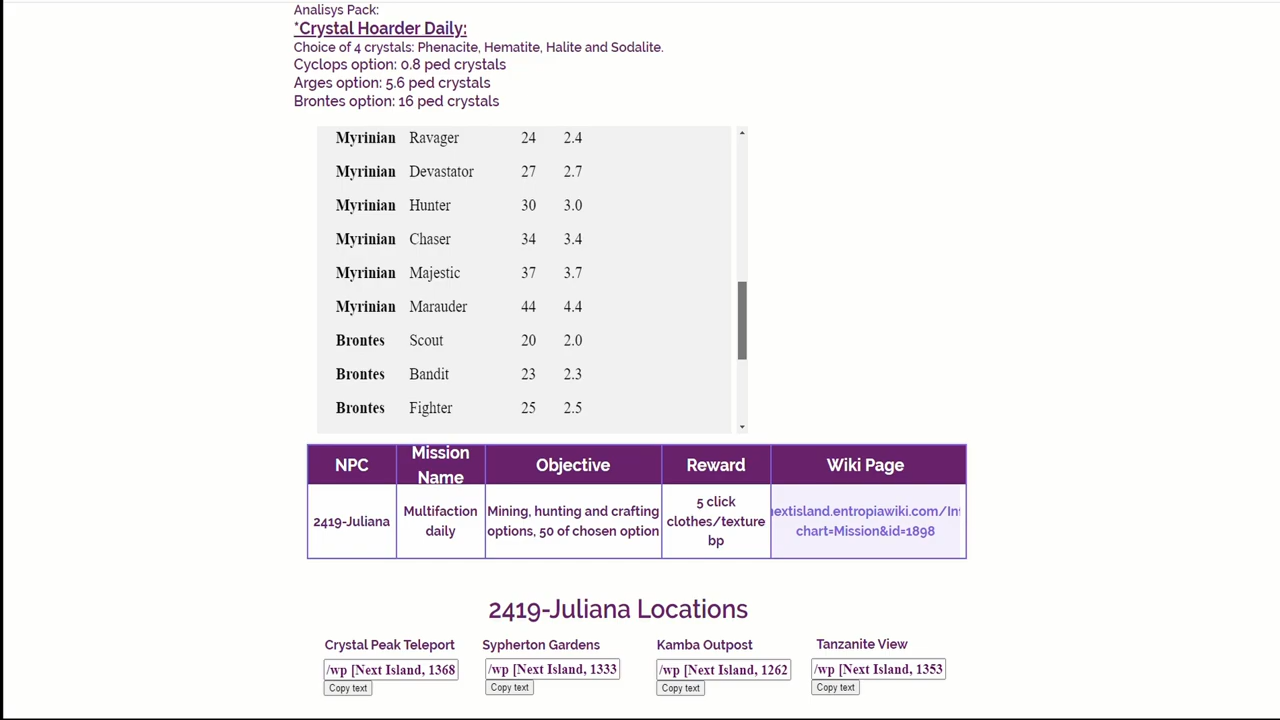 Analisys Pack:
*Crystal Hoarder Daily:
Choice of 4 crystals: Phenacite, Hematite, Halite and Sodalite.
Cyclops option: 0.8 ped crystals
Arges option: 5.6 ped crystals
Brontes option: 16 ped crystals
Myrinian Ravager 24 2.4
Myrinian Devastator 27 2.7
Myrinian Hunter 30 3.0
Myrinian Chaser 34 3.4
Myrinian Majestic 37 3.7
Myrinian Marauder 44 4.4
Brontes Scout 20 2.0
Brontes Bandit 23 2.3
Brontes Fighter 25 2.5
NPC Mission Name Objective Reward Wiki Page
2419-Juliana
Multifaction
daily
Mining, hunting and crafting
options, 50 of chosen option
5 click
clothes/texture
bp
nextisland.entropiawiki.com/In
chart=Mission&id=1898
2419-Juliana Locations
Crystal Peak Teleport Sypherton Gardens Kamba Outpost Tanzanite View
/wp [Next Island, 1368 /wp [Next Island, 1333 /wp [Next Island, 1262 /wp [Next Island, 1353
Copy text Copy text Copy text Copy text